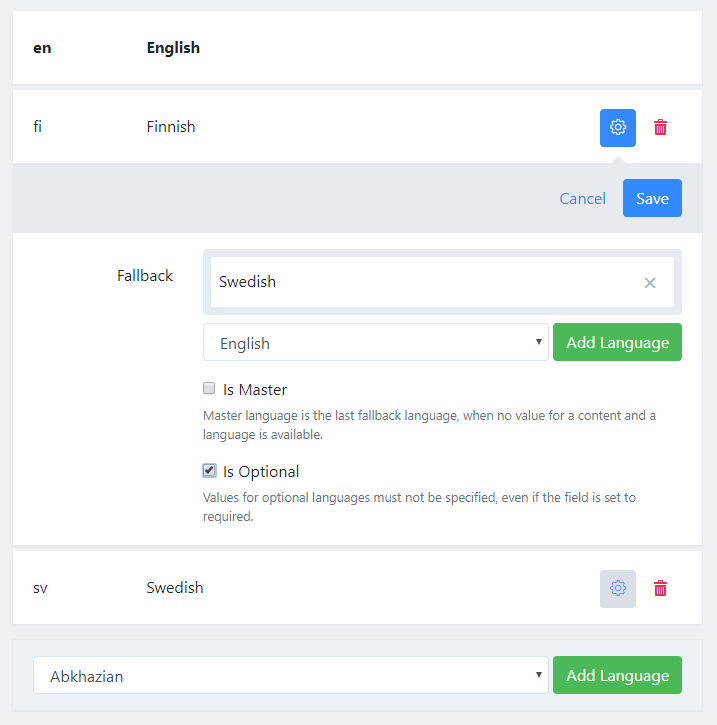 en English
fi Finnish
Cancel Save
Fallback Swedish
English Add Language
Is Master
Master language is the last fallback language, when no value for a content and a
language is available.
Is Optional
Values for optional languages must not be specified, even if the field is set to
required.
sv Swedish
Abkhazian Add Language